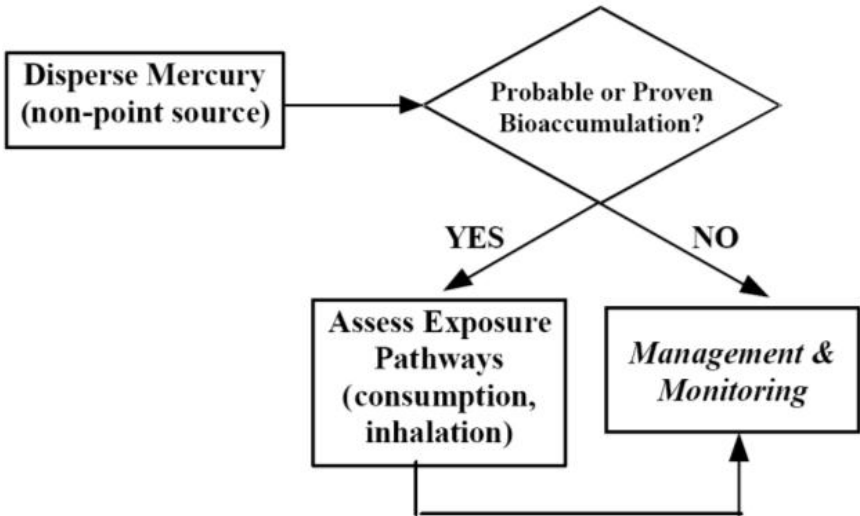 Disperse Mercury
(non-point source)
Probable or Proven
Bioaccumulation?
YES
NO
Assess Exposure
Pathways
(consumption,
inhalation)
Management &
Monitoring